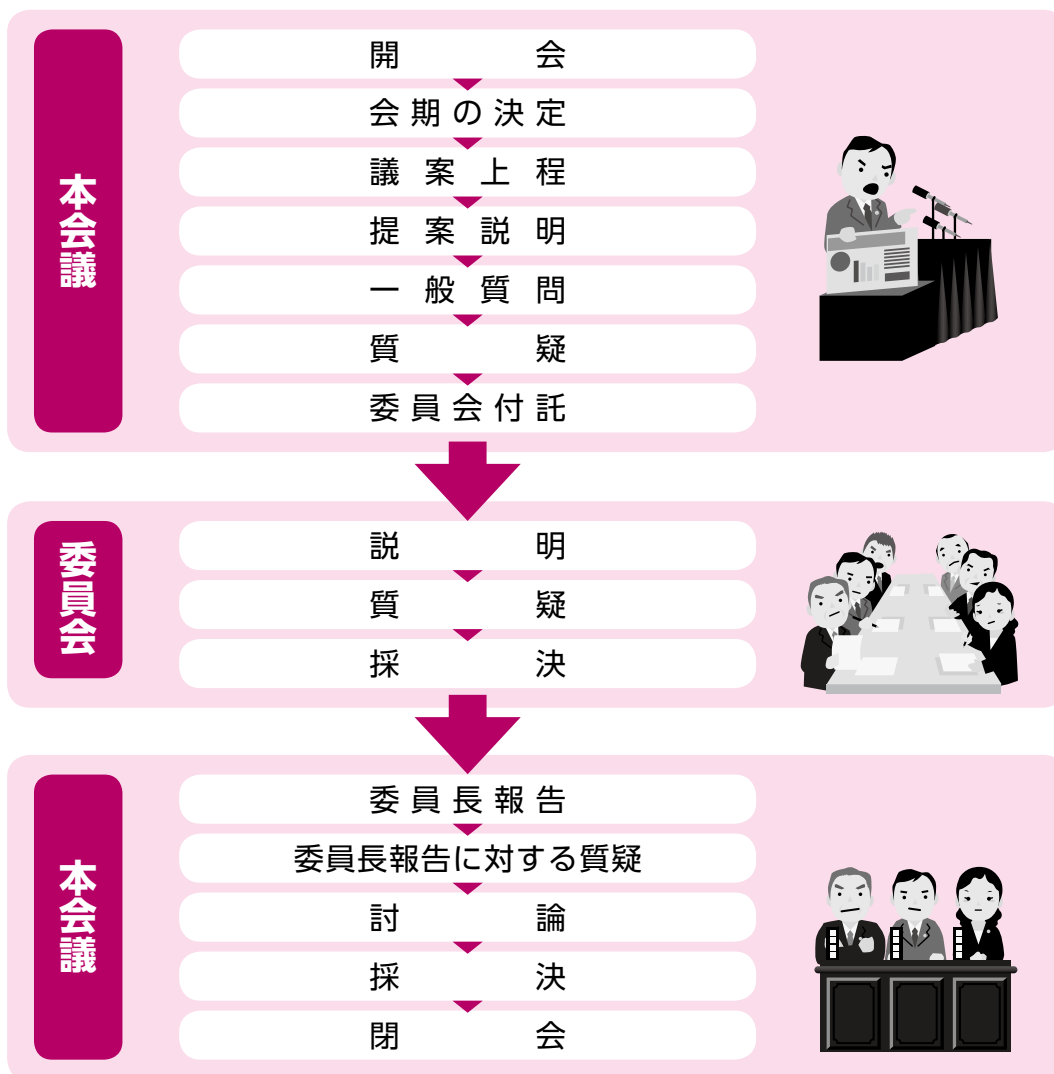 本会議
開会
会期の決定
議案上程
提案説明
一般質問
質疑
委員会付託
委員会
説明
質疑
採決
本会議
委員長報告
委員長報告に対する質疑
討論
採決
閉会